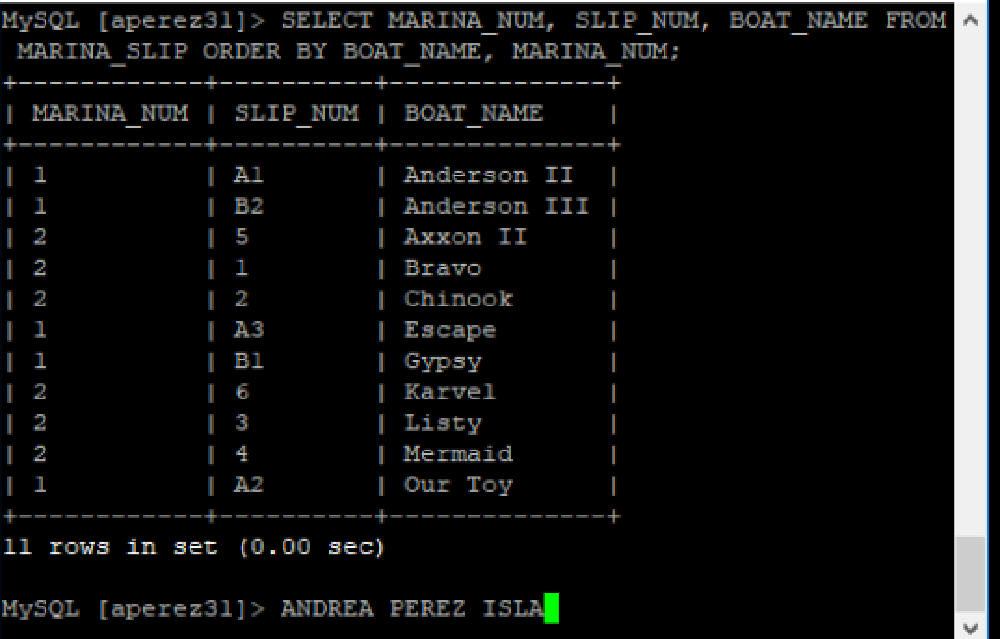 MySQL [aperez31]> SELECT MARINA_NUM, SLIP_NUM, BOAT_NAME FROM
 MARINA_SLIP ORDER BY BOAT_NAME, MARINA_NUM;
+------------+----------+--------------+
| MARINA_NUM | SLIP_NUM | BOAT_NAME    |
+------------+----------+--------------+
| 1          | A1       | Anderson II  |
| 1          | B2       | Anderson III |
| 2          | 5        | Axxon II     |
| 2          | 1        | Bravo        |
| 2          | 2        | Chinook      |
| 1          | A3       | Escape       |
| 1          | B1       | Gypsy        |
| 2          | 6        | Karvel       |
| 2          | 3        | Listy        |
| 2          | 4        | Mermaid      |
| 1          | A2       | Our Toy      |
+------------+----------+--------------+
11 rows in set (0.00 sec)
MySQL [aperez31]> ANDREA PEREZ ISLA